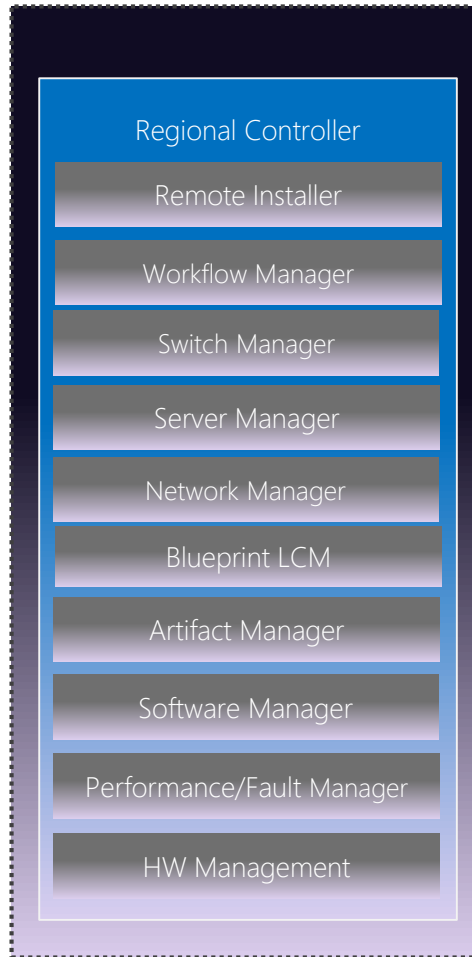 Regional Controller
Remote Installer
Workflow Manager
Switch Manager
Server Manager
Network Manager
Blueprint LCM
Artifact Manager
Software Manager
Performance/Fault Manager
HW Management